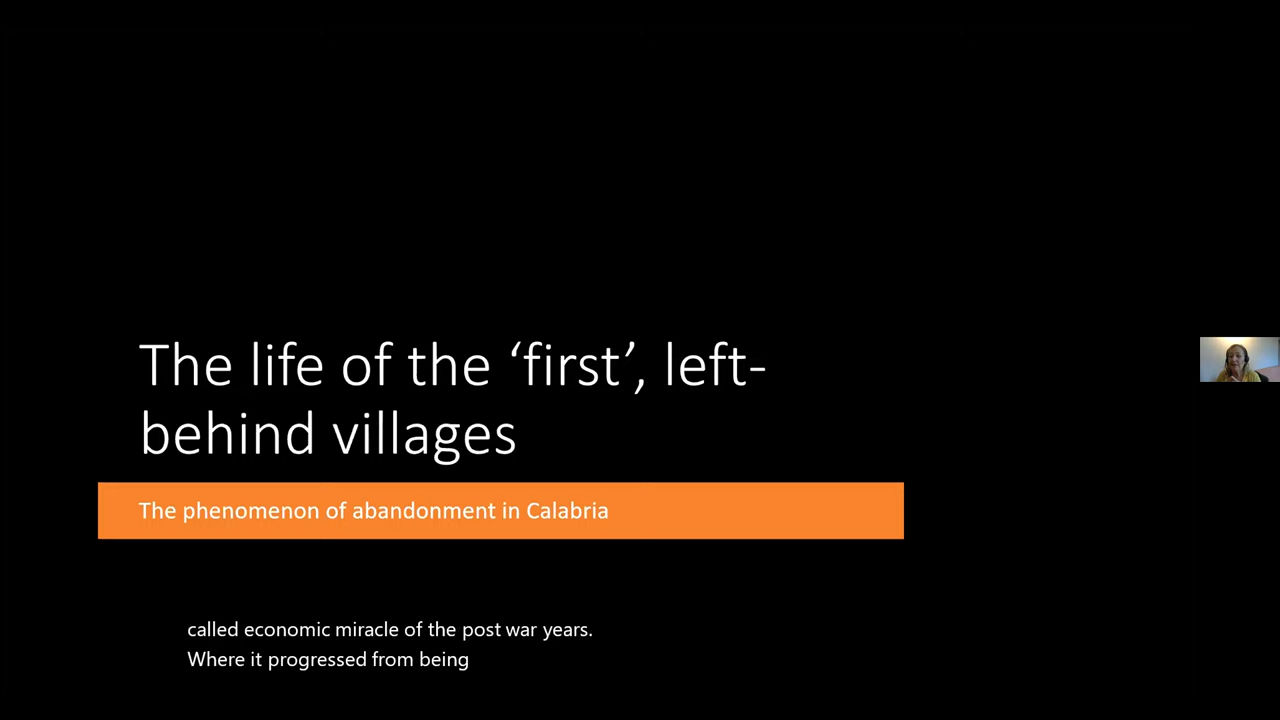 The life of the ‘first’, left-
behind villages
The phenomenon of abandonment in Calabria
called economic miracle of the post war years.
Where it progressed from being